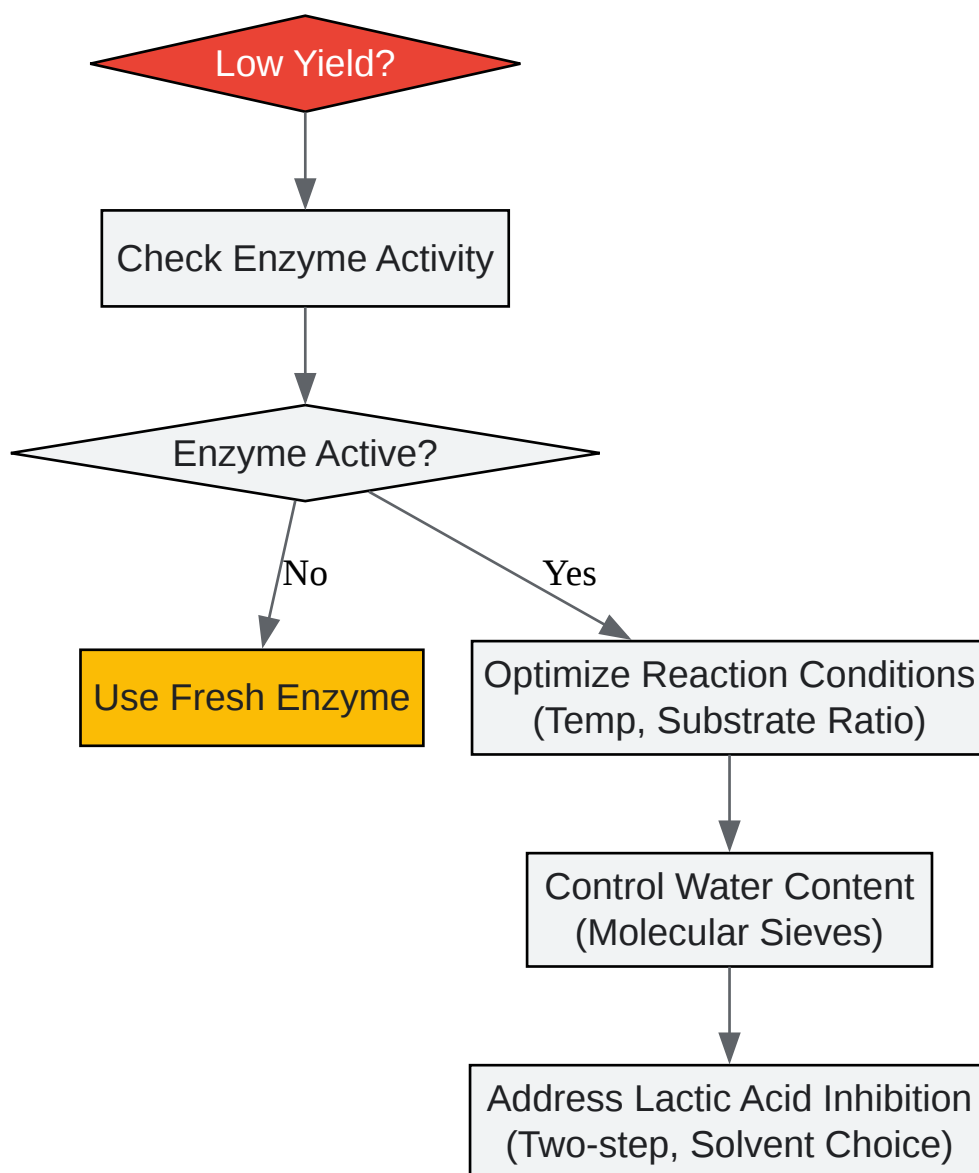 Low Yield?
Check Enzyme Activity
Enzyme Active?
No
Yes
Use Fresh Enzyme
Optimize Reaction Conditions
(Temp, Substrate Ratio)
Control Water Content
(Molecular Sieves)
Address Lactic Acid Inhibition
(Two-step, Solvent Choice)